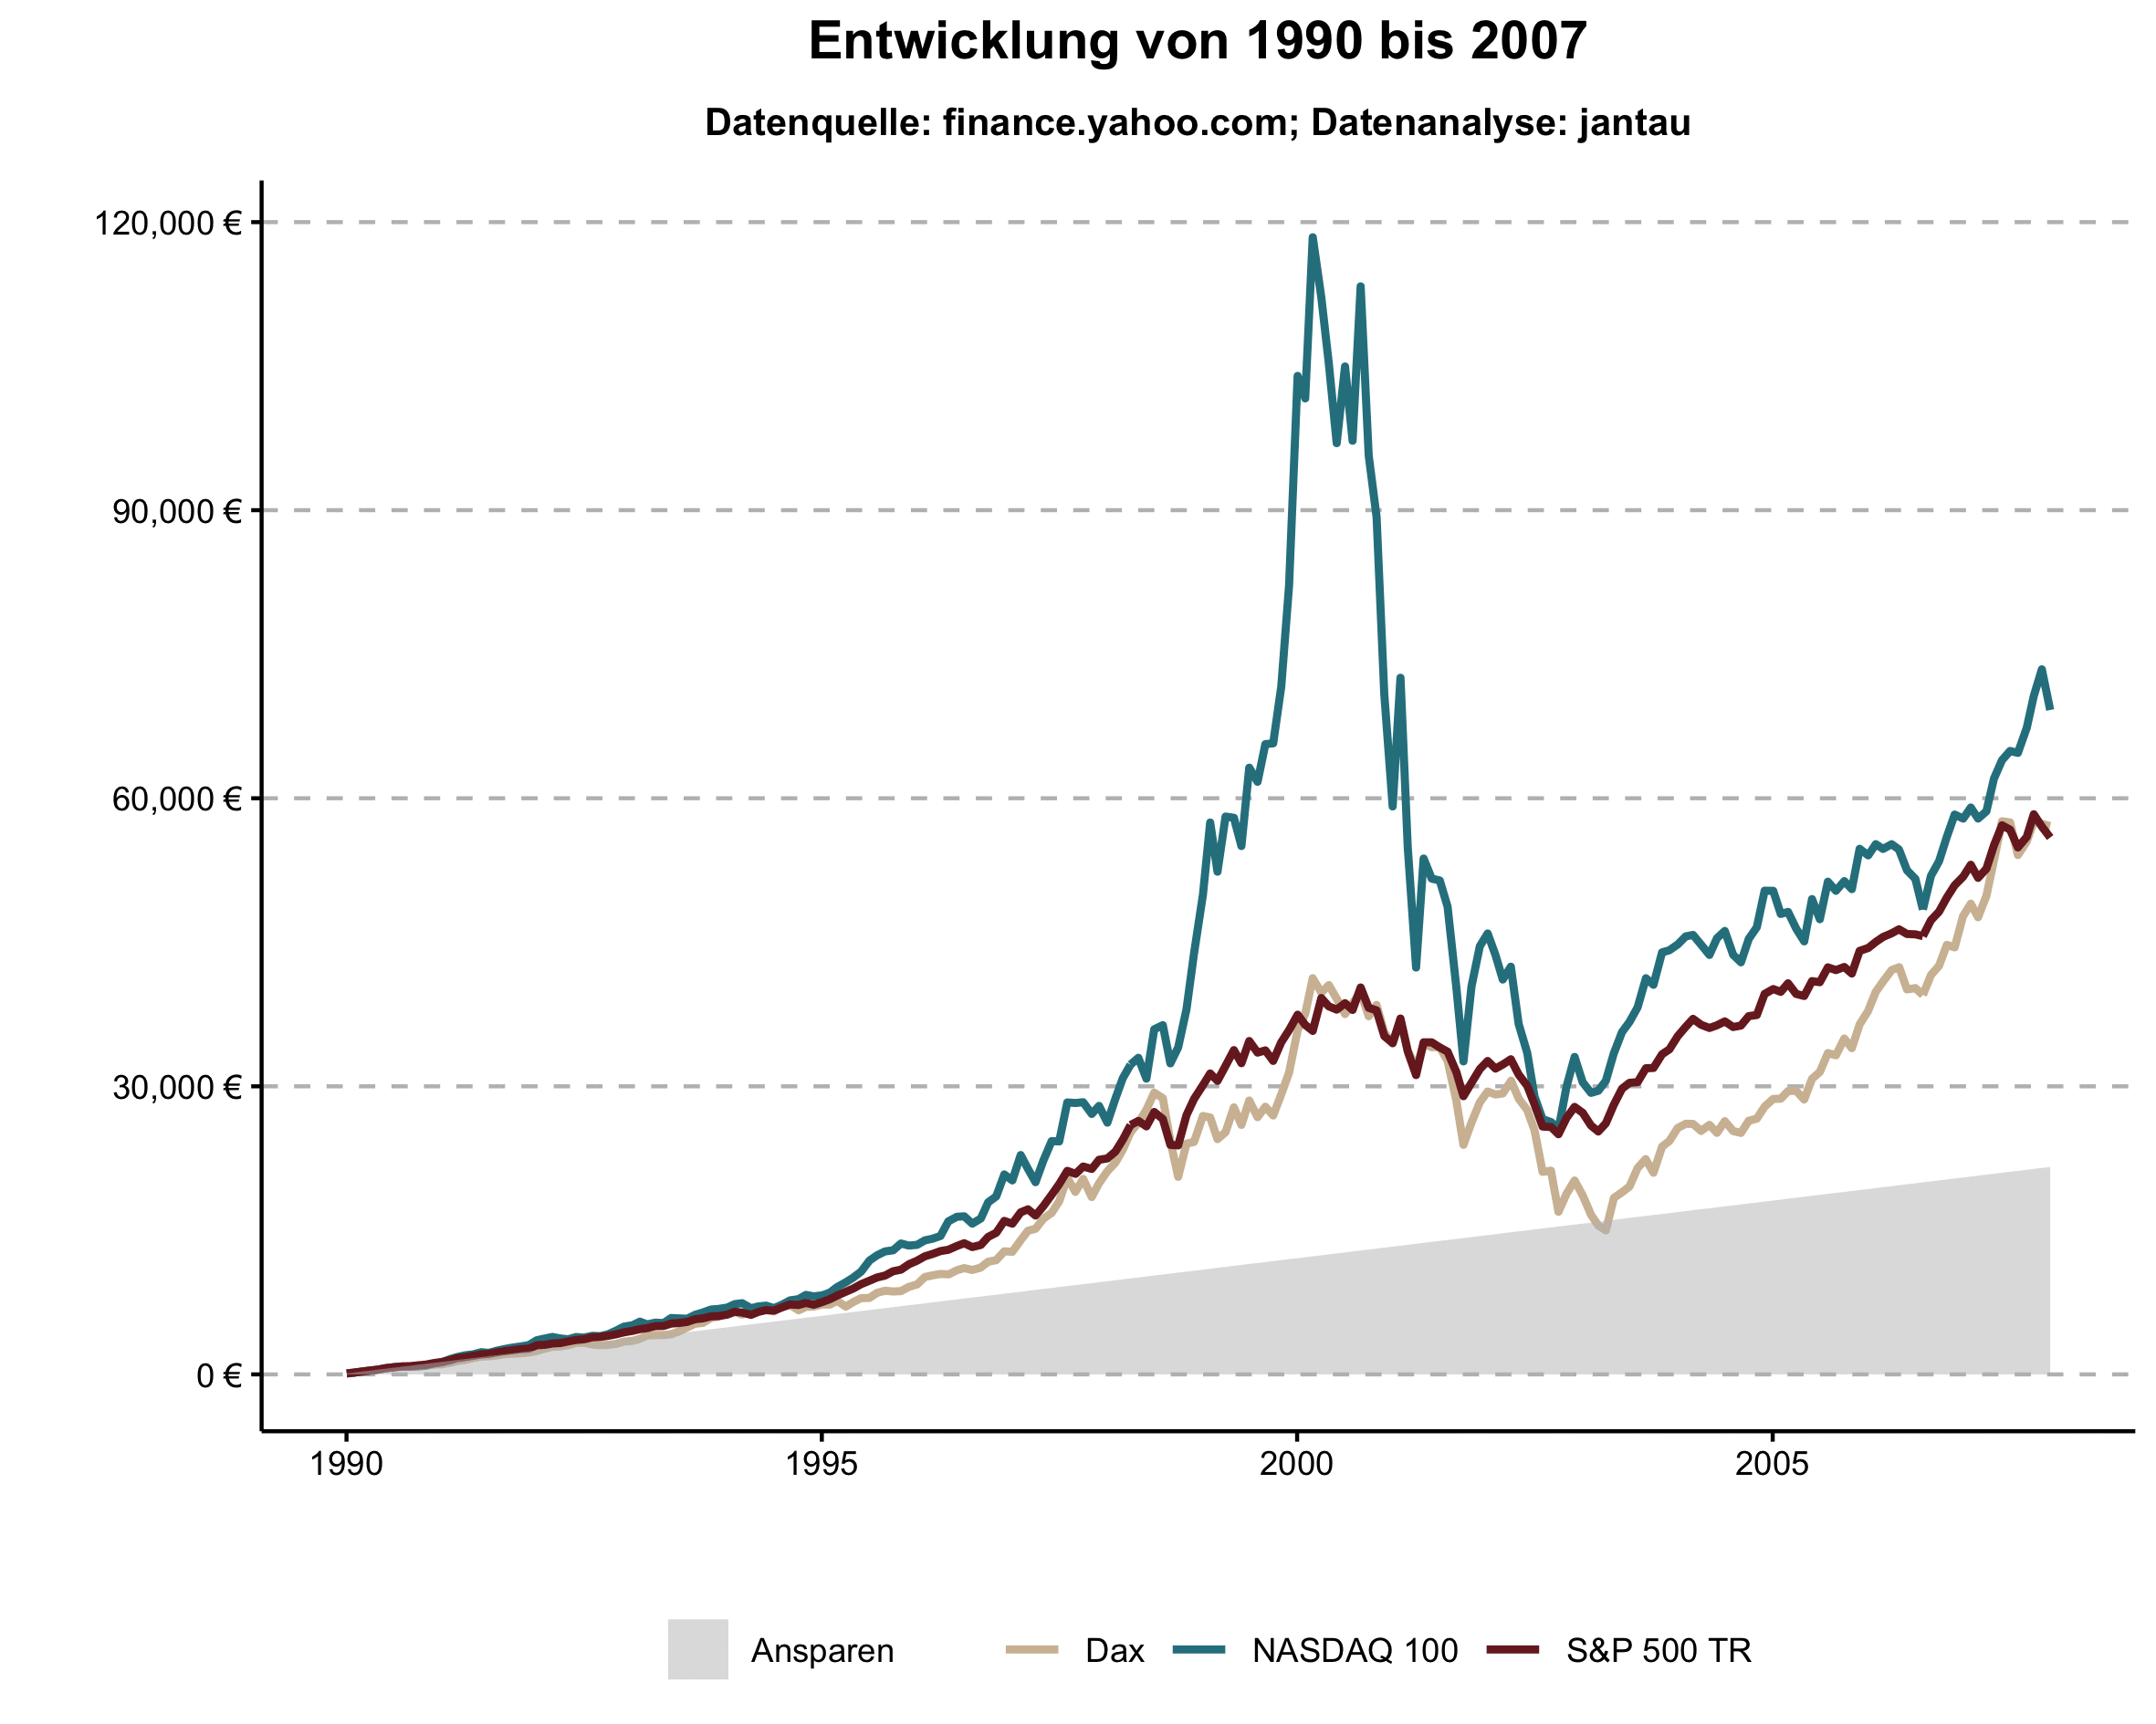 Entwicklung von 1990 bis 2007
Datenquelle: finance.yahoo.com; Datenanalyse: jantau
120,000 €
90,000 €
60,000 €
30,000 €
0 €
1990 1995 2000 2005
Ansparen Dax NASDAQ 100 S&P 500 TR